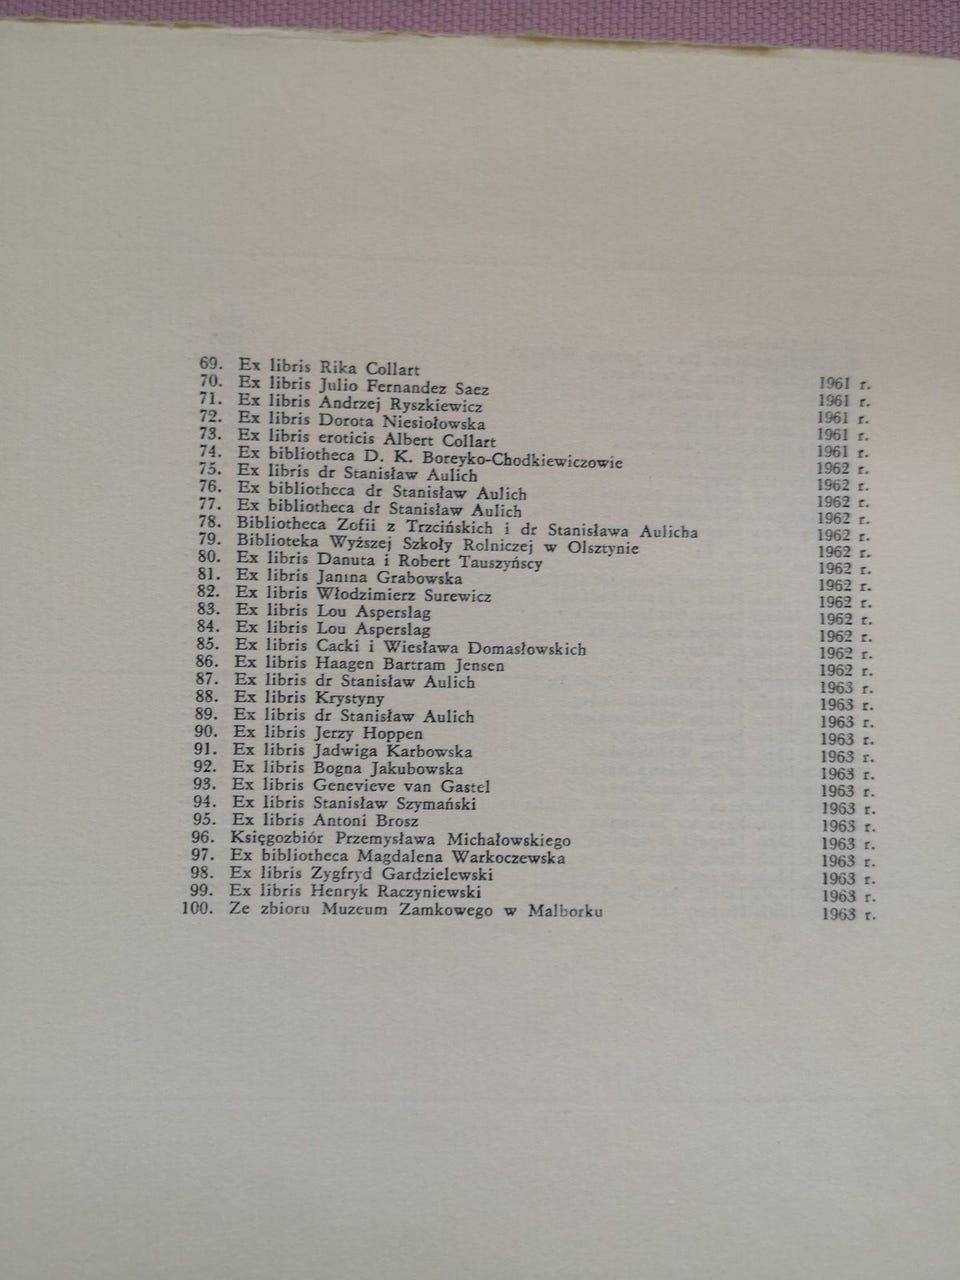 69. Ex libris Rika Collart 1961 r.
70. Ex libris Julio Fernandez Saez 1961 r.
71. Ex libris Andrzej Ryszkiewicz 1961 r.
72. Ex libris Dorota Niesiołowska 1961 r.
73. Ex libris eroticis Albert Collart 1961 r.
74. Ex bibliotheca D. K. Boreyko-Chodkiewiczowie 1962 r.
75. Ex libris dr Stanisław Aulich 1962 r.
76. Ex bibliotheca dr Stanisław Aulich 1962 r.
77. Ex bibliotheca dr Stanisław Aulich 1962 r.
78. Bibliotheca Zofii z Trzcińskich i dr Stanisława Aulicha 1962 r.
79. Biblioteka Wyższej Szkoły Rolniczej w Olsztynie 1962 r.
80. Ex libris Danuta i Robert Tauszyńscy 1962 r.
81. Ex libris Janina Grabowska 1962 r.
82. Ex libris Włodzimierz Surewicz 1962 r.
83. Ex libris Lou Asperslag 1962 r.
84. Ex libris Lou Asperslag 1962 r.
85. Ex libris Cacki i Wiesława Domasłowskich 1962 r.
86. Ex libris Haagen Bartram Jensen 1962 r.
87. Ex libris dr Stanisław Aulich 1963 r.
88. Ex libris Krystyny 1963 r.
89. Ex libris dr Stanisław Aulich 1963 r.
90. Ex libris Jerzy Hoppen 1963 r.
91. Ex libris Jadwiga Karbowska 1963 r.
92. Ex libris Bogna Jakubowska 1963 r.
93. Ex libris Genevieve van Gastel 1963 r.
94. Ex libris Stanisław Szymański 1963 r.
95. Ex libris Antoni Brosz 1963 r.
96. Księgozbiór Przemysława Michałowskiego 1963 r.
97. Ex bibliotheca Magdalena Warkoczewska 1963 r.
98. Ex libris Zygfryd Gardzielewski 1963 r.
99. Ex libris Henryk Raczyniewski 1963 r.
100. Ze zbioru Muzeum Zamkowego w Malborku 1963 r.